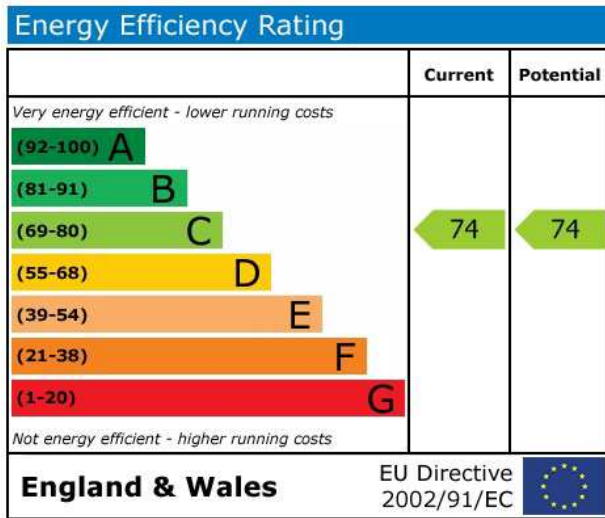 Energy Efficiency Rating
Current Potential
Very energy efficient - lower running costs
(92-100) A
(81-91) B
(69-80) C 74 74
(55-68) D
(39-54) E
(21-38) F
(1-20) G
Not energy efficient - higher running costs
England & Wales
EU Directive
2002/91/EC